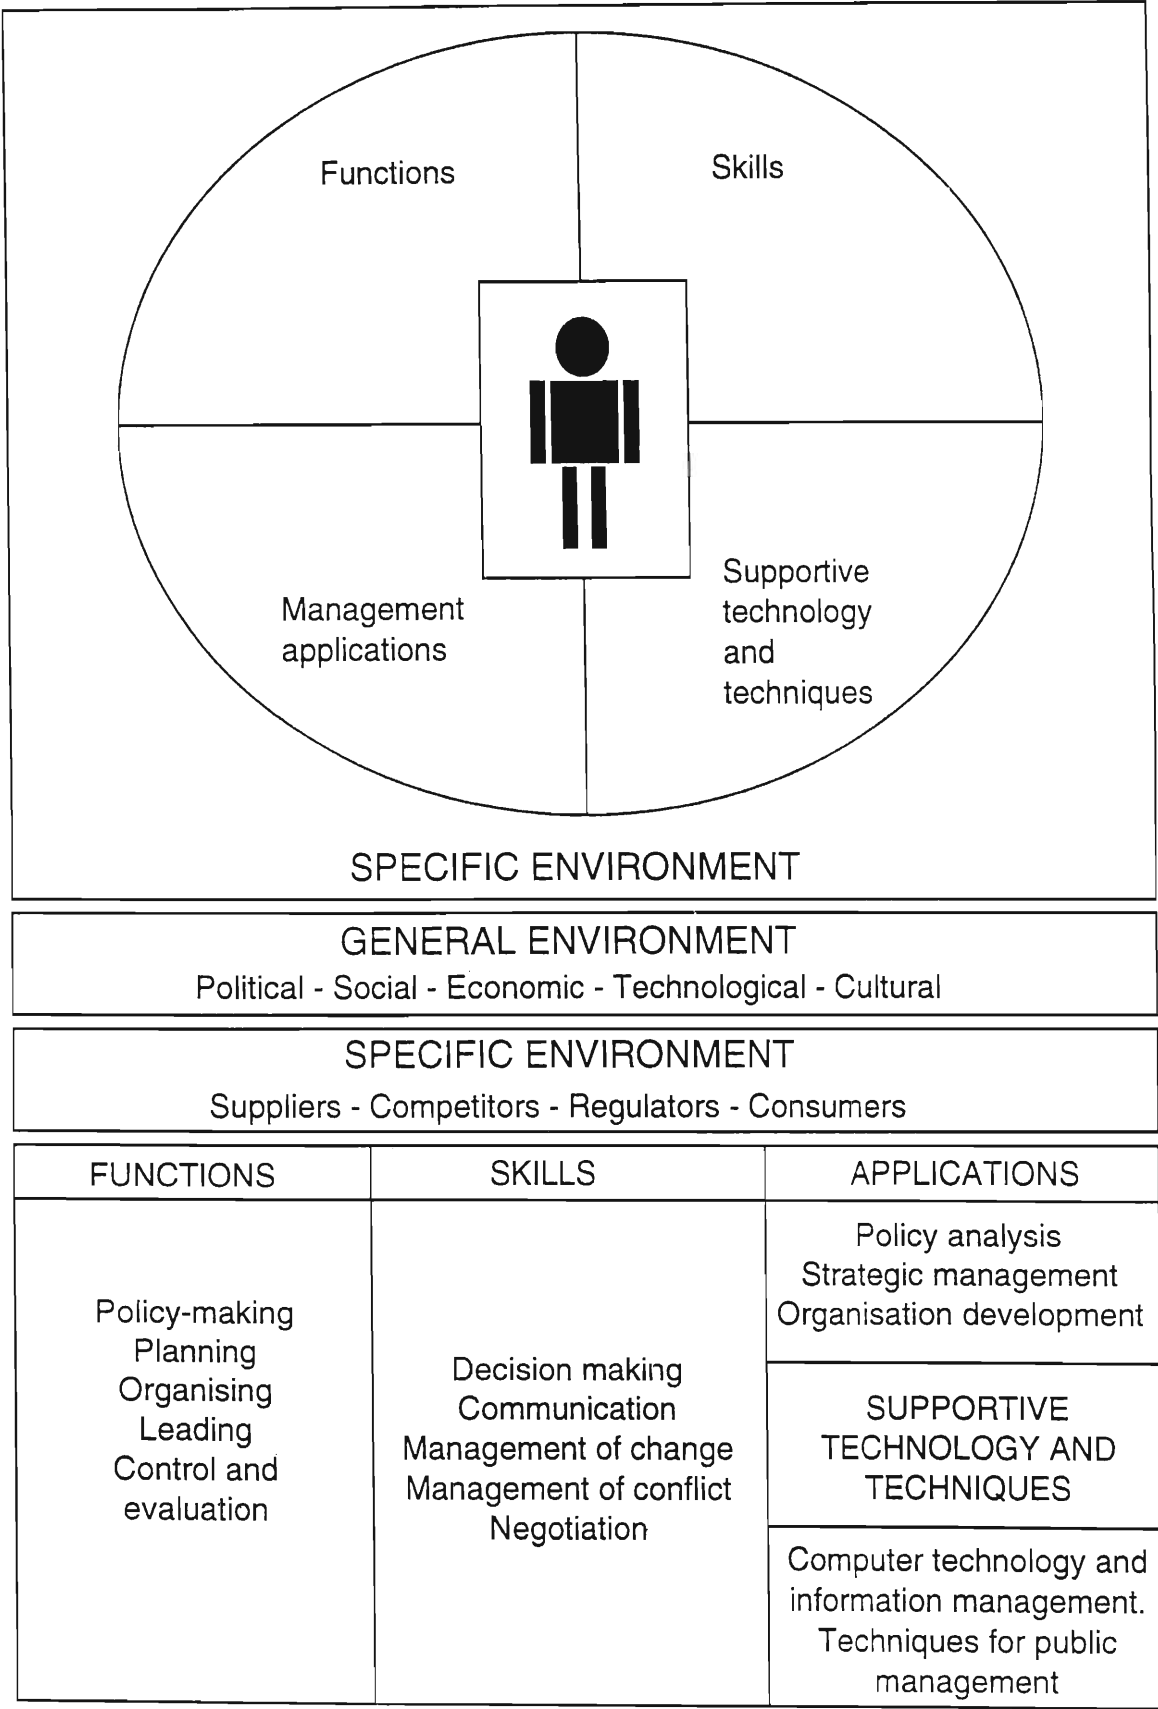 Functions
Skills
Management
applications
Supportive
technology
and
techniques
SPECIFIC ENVIRONMENT
GENERAL ENVIRONMENT
Political - Social - Economic - Technological - Cultural
SPECIFIC ENVIRONMENT
Suppliers - Competitors - Regulators - Consumers
FUNCTIONS
Policy-making
Planning
Organising
Leading
Control and
evaluation
SKILLS
Decision making
Communication
Management of change
Management of conflict
Negotiation
APPLICATIONS
Policy analysis
Strategic management
Organisation development
SUPPORTIVE
TECHNOLOGY AND
TECHNIQUES
Computer technology and
information management.
Techniques for public
management